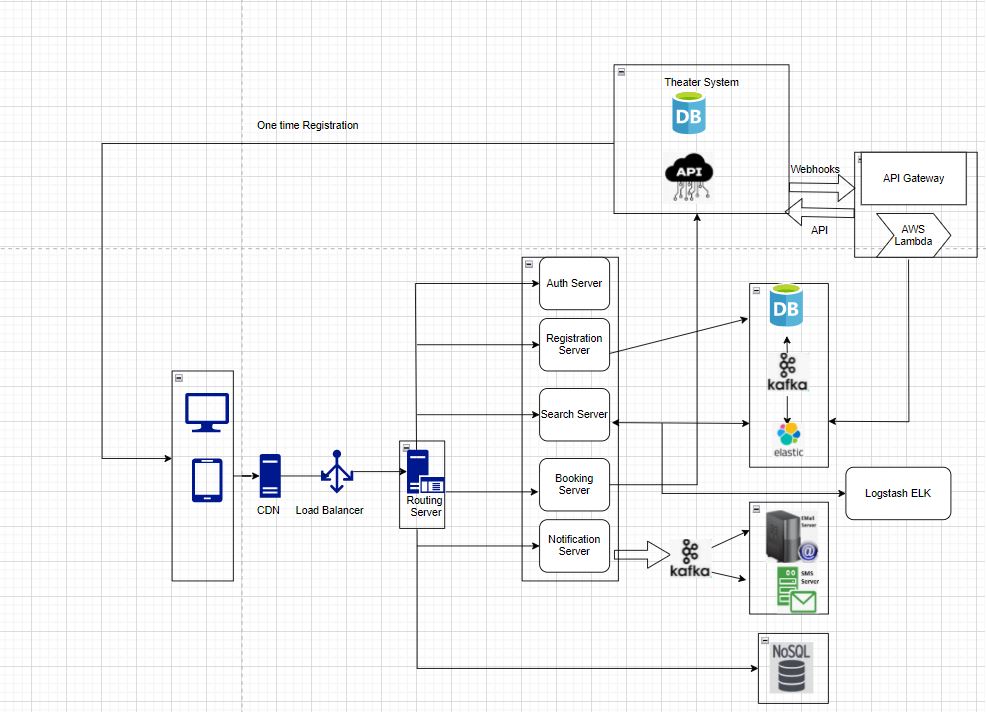 Theater System
DB
API
One time Registration
Webhooks
API
API Gateway
AWS
Lambda
Auth Server
Registration
Server
Search Server
Booking
Server
Notification
Server
DB
kafka
elastic
Logstash ELK
CDN
Load Balancer
Routing
Server
kafka
EMail
Server
@
SMS
Server
NoSQL